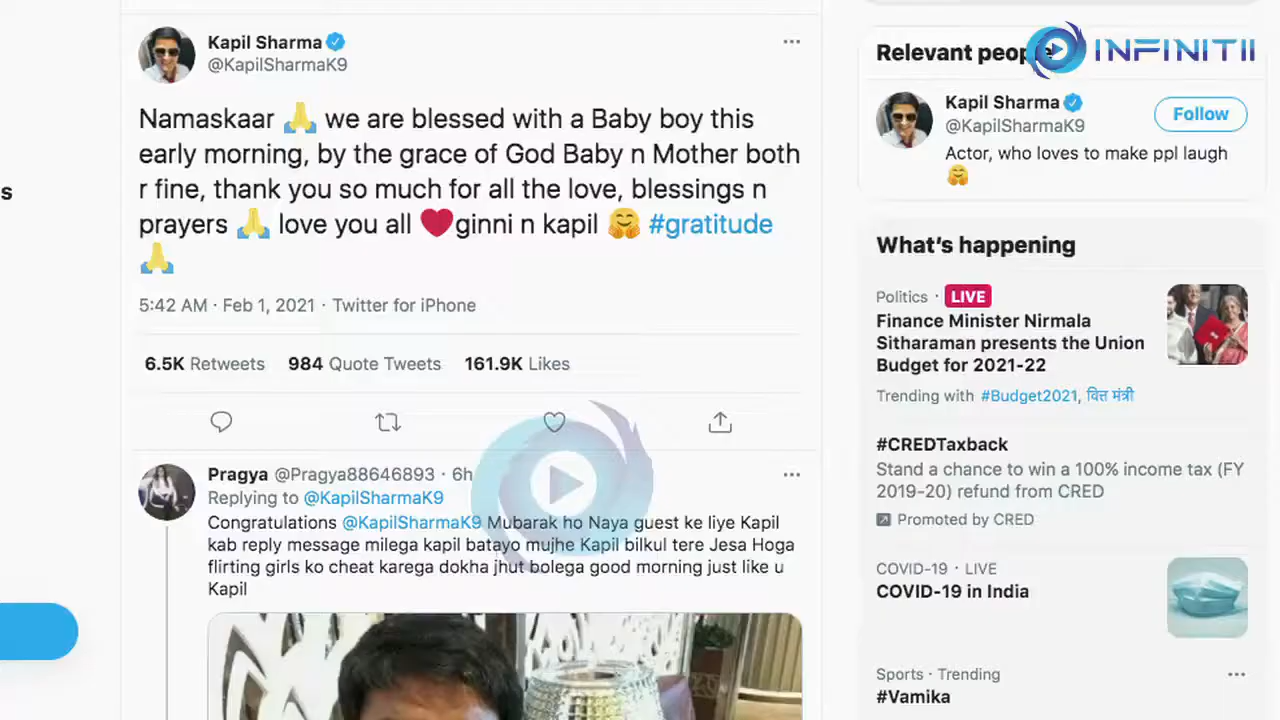 Kapil Sharma
@KapilSharmaK9
Namaskaar 🙏 we are blessed with a Baby boy this
early morning, by the grace of God Baby n Mother both
r fine, thank you so much for all the love, blessings n
prayers 🙏 love you all ❤️ginni n kapil 🤗 #gratitude
🙏
5:42 AM · Feb 1, 2021 · Twitter for iPhone
6.5K Retweets 984 Quote Tweets 161.9K Likes
Pragya @Pragya88646893 · 6h
Replying to @KapilSharmaK9
Congratulations @KapilSharmaK9 Mubarak ho Naya guest ke liye Kapil
kab reply message milega kapil batayo mujhe Kapil bilkul tere Jesa Hoga
flirting girls ko cheat karega dokha jhut bolega good morning just like u
Kapil
s
INFINITII
Relevant people
Kapil Sharma
@KapilSharmaK9
Follow
Actor, who loves to make ppl laugh
🤗
What's happening
Politics · LIVE
Finance Minister Nirmala
Sitharaman presents the Union
Budget for 2021-22
Trending with #Budget2021, वित्त मंत्री
#CREDTaxback
Stand a chance to win a 100% income tax (FY
2019-20) refund from CRED
Promoted by CRED
COVID-19 · LIVE
COVID-19 in India
Sports · Trending
#Vamika